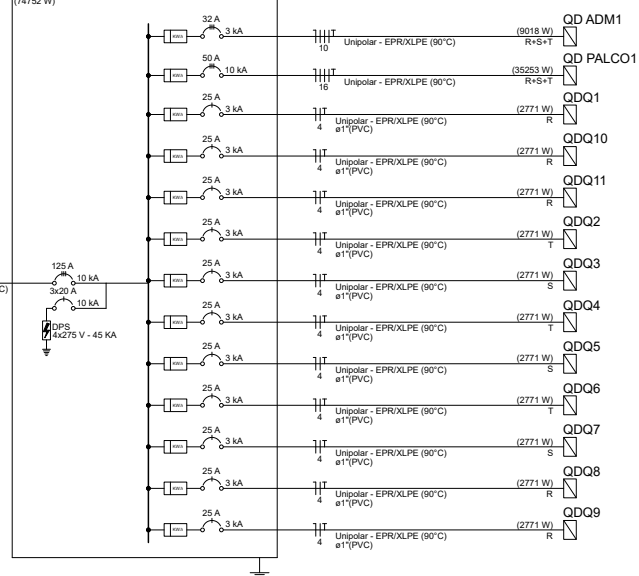 (74752 W)
32 A
3 kA
10
Unipolar - EPR/XLPE (90°C)
(9018 W)
R+S+T
QD ADM1
50 A
10 kA
16
Unipolar - EPR/XLPE (90°C)
(35253 W)
R+S+T
QD PALCO1
25 A
3 kA
4
Unipolar - EPR/XLPE (90°C)
ø1"(PVC)
(2771 W)
R
QDQ1
25 A
3 kA
4
Unipolar - EPR/XLPE (90°C)
ø1"(PVC)
(2771 W)
R
QDQ10
25 A
3 kA
4
Unipolar - EPR/XLPE (90°C)
ø1"(PVC)
(2771 W)
R
QDQ11
25 A
3 kA
4
Unipolar - EPR/XLPE (90°C)
ø1"(PVC)
(2771 W)
T
QDQ2
25 A
3 kA
4
Unipolar - EPR/XLPE (90°C)
ø1"(PVC)
(2771 W)
S
QDQ3
125 A
10 kA
3x20 A
10 kA
DPS
4x275 V - 45 KA
C)
25 A
3 kA
4
Unipolar - EPR/XLPE (90°C)
ø1"(PVC)
(2771 W)
T
QDQ4
25 A
3 kA
4
Unipolar - EPR/XLPE (90°C)
ø1"(PVC)
(2771 W)
S
QDQ5
25 A
3 kA
4
Unipolar - EPR/XLPE (90°C)
ø1"(PVC)
(2771 W)
T
QDQ6
25 A
3 kA
4
Unipolar - EPR/XLPE (90°C)
ø1"(PVC)
(2771 W)
S
QDQ7
25 A
3 kA
4
Unipolar - EPR/XLPE (90°C)
ø1"(PVC)
(2771 W)
R
QDQ8
25 A
3 kA
4
Unipolar - EPR/XLPE (90°C)
ø1"(PVC)
(2771 W)
R
QDQ9